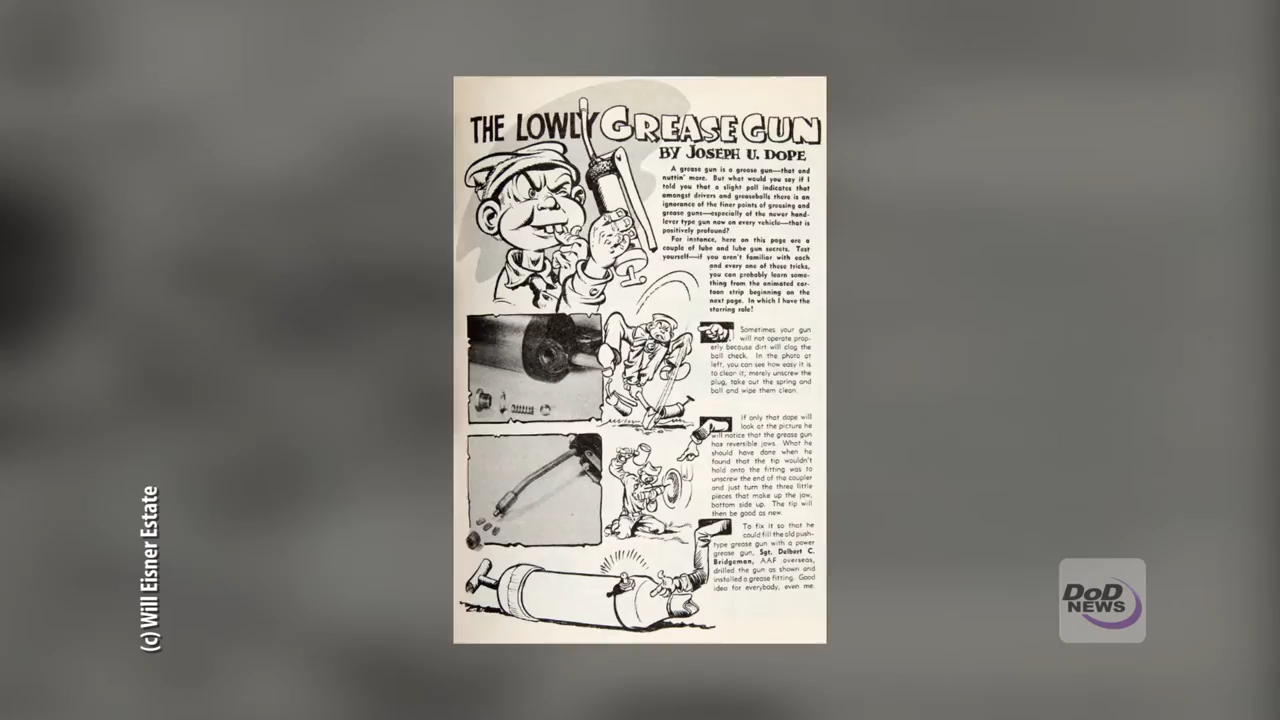 THE LOWLY GREASE GUN
BY JOSEPH U. DOPE
A grease gun is a grease gun—that and
nuttin' more. But what would you say if I
told you that a slight poll indicates that
amongst drivers and greaseballs there is an
ignorance of the finer points of greasing and
grease guns—especially of the newer hand-
lever type gun now on every vehicle—that is
positively profound?
For instance, here on this page are a
couple of lube and lube gun secrets. Test
yourself—if you aren't familiar with each
and every one of these tricks,
you can probably learn some-
thing from the animated car-
toon strip beginning on the
next page. In which I have the
starring role!
Sometimes your gun
will not operate prop-
erly because dirt will clog the
ball check. In the photo at
left, you can see how easy it is
to clean it; merely unscrew the
plug, take out the spring and
ball and wipe them clean.
If only that dope will
look at the picture he
will notice that the grease gun
has reversible jaws. What he
should have done when he
found that the tip wouldn't
hold onto the fitting was to
unscrew the end of the coupler
and just turn the three little
pieces that make up the jaw,
bottom side up. The tip will
then be good as new.
To fix it so that he
could fill the old push-
type grease gun with a power
grease gun, Sgt. Delbert C.
Bridgeman, AAF overseas,
drilled the gun as shown and
installed a grease fitting. Good
idea for everybody, even me.
(c) Will Eisner Estate
DoD
NEWS